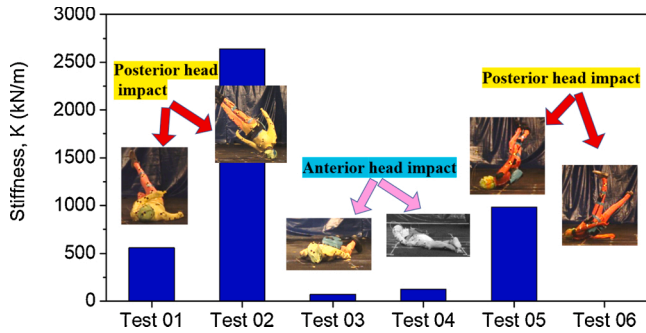 3000
2500
2000
1500
1000
500
0
Stiffness, K (kN/m)
Posterior head
impact
Anterior head impact
Posterior head impact
Test 01
Test 02
Test 03
Test 04
Test 05
Test 06